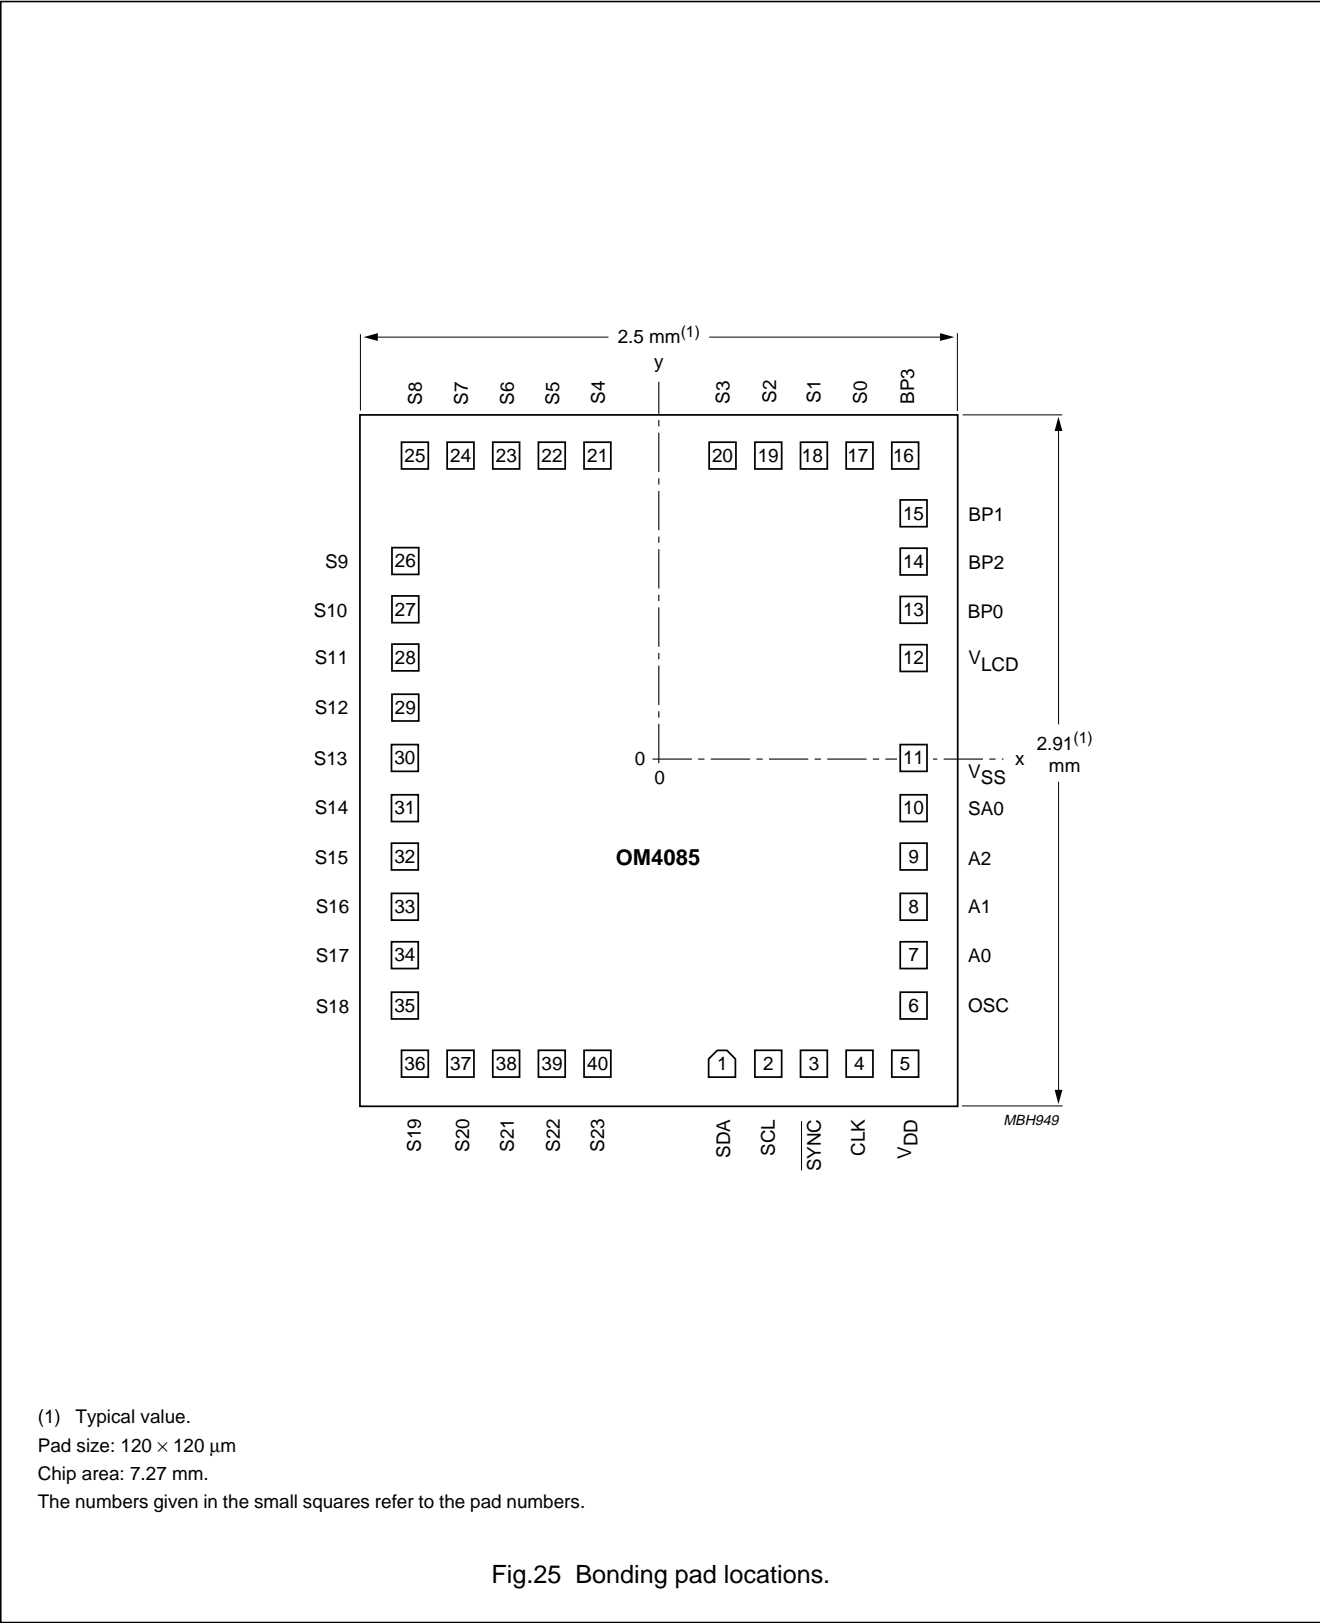 2.5 mm(1)
y
S8 S7 S6 S5 S4 S3 S2 S1 S0 BP3
25 24 23 22 21 20 19 18 17 16
15 BP1
S9 26 14 BP2
S10 27 13 BP0
S11 28 12 VLCD
S12 29
S13 30 0 0 11 VSS x 2.91(1) mm
S14 31 10 SA0
S15 32 OM4085 9 A2
S16 33 8 A1
S17 34 7 A0
S18 35 6 OSC
36 37 38 39 40 1 2 3 4 5
S19 S20 S21 S22 S23 SDA SCL SYNC CLK VDD
MBH949
(1) Typical value.
Pad size: 120 × 120 μm
Chip area: 7.27 mm.
The numbers given in the small squares refer to the pad numbers.
Fig.25 Bonding pad locations.